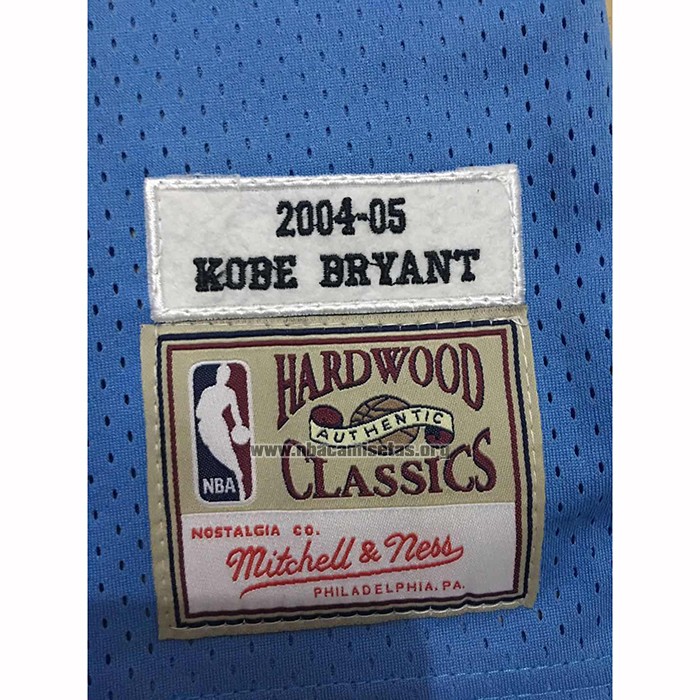 2004-05
KOBE BRYANT
HARDWOOD
AUTHENTIC
www.nbacamisetas.org
CLASSICS
NBA
NOSTALGIA CO.
Mitchell & Ness
PHILADELPHIA, PA.